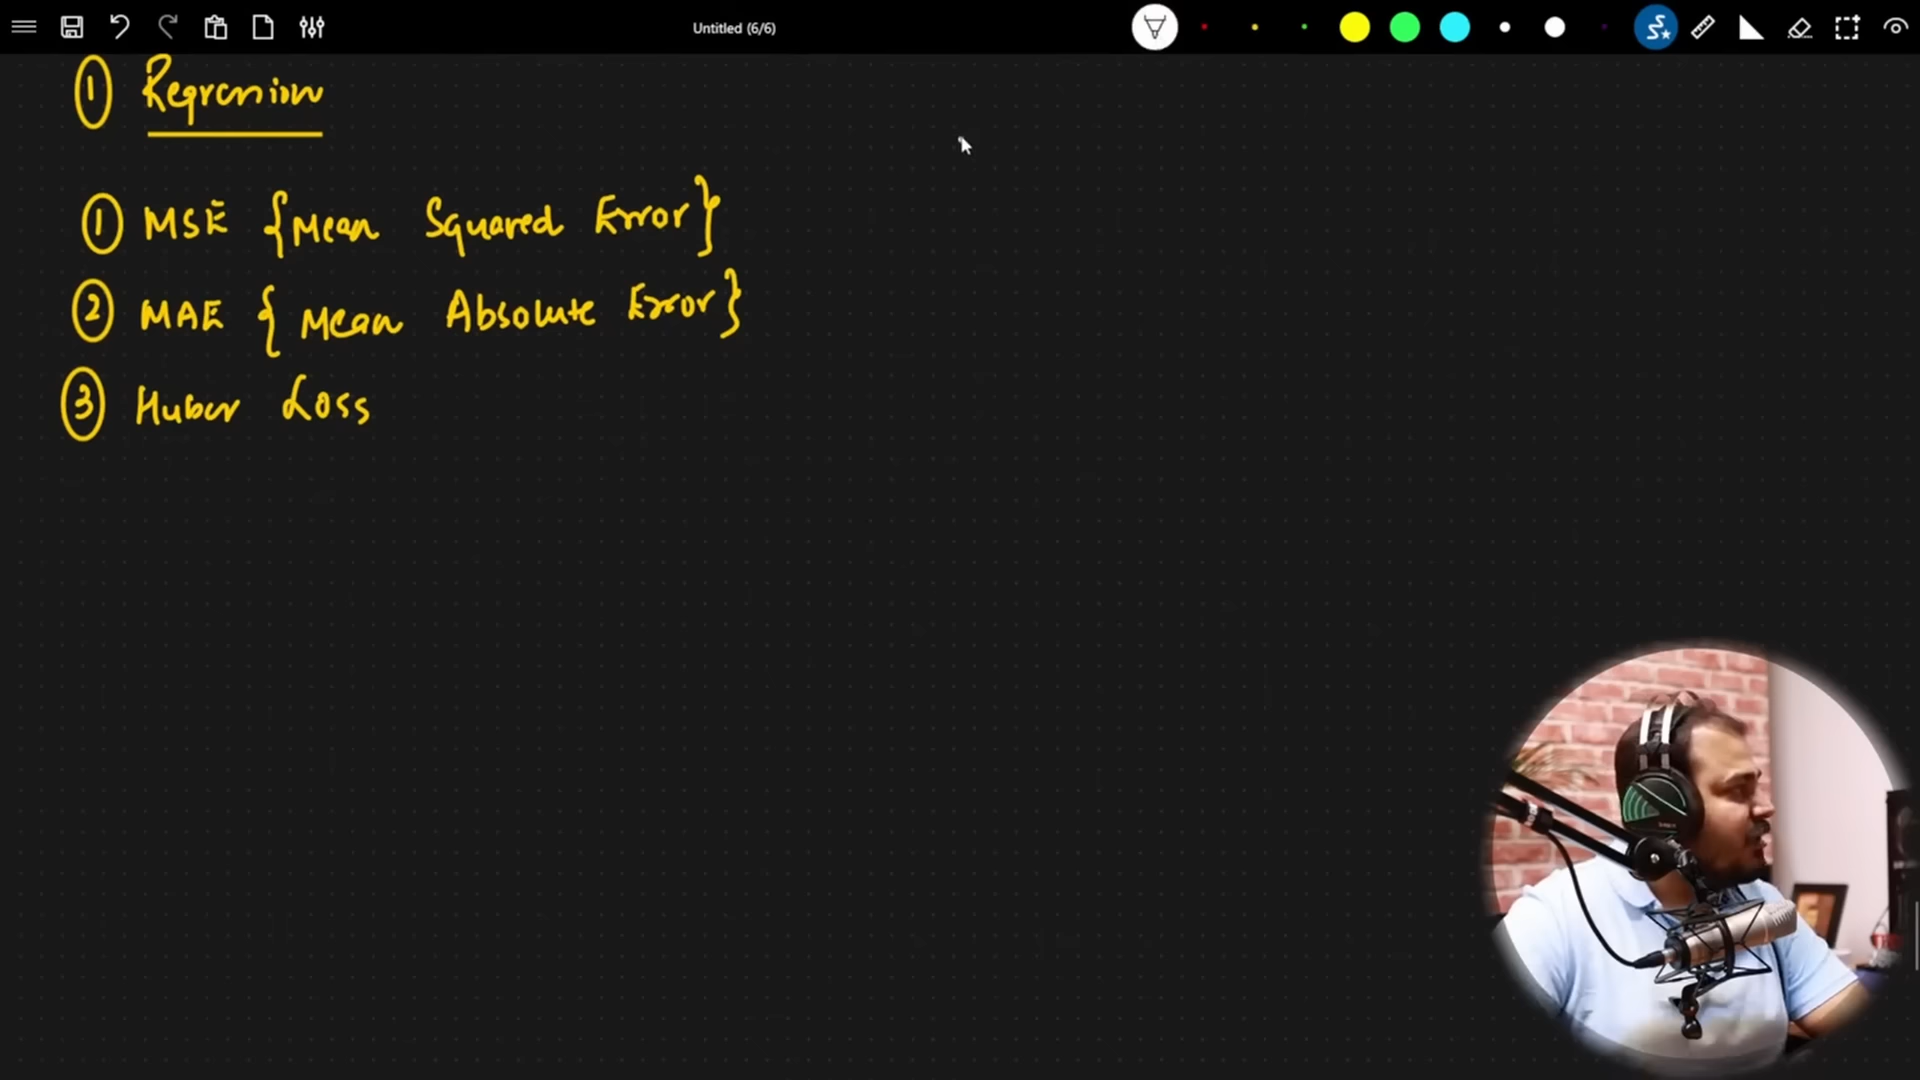 Untitled (6/6)
① Regression
① MSE {Mean Squared Error}
② MAE {Mean Absolute Error}
③ Huber Loss